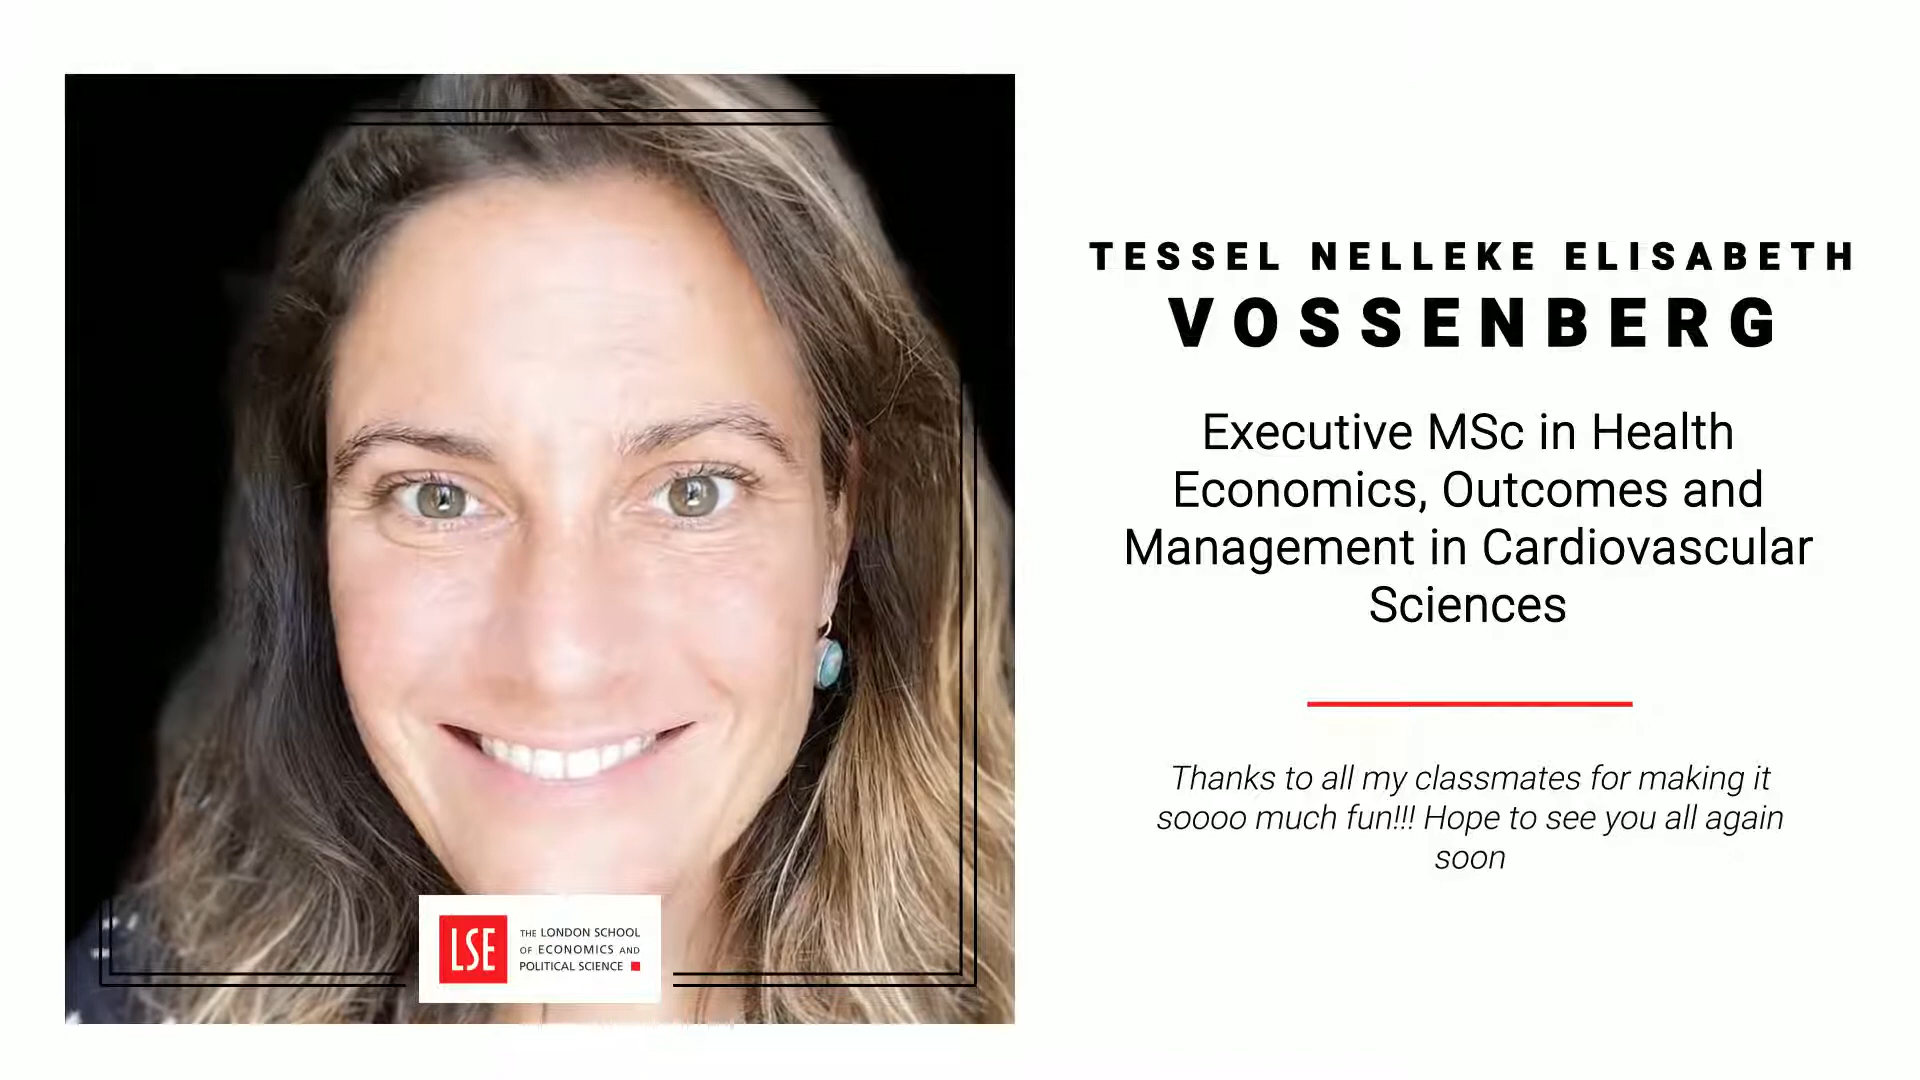 TESSEL NELLEKE ELISABETH
VOSSENBERG
Executive MSc in Health
Economics, Outcomes and
Management in Cardiovascular
Sciences
Thanks to all my classmates for making it
soooo much fun!!! Hope to see you all again
soon
LSE
THE LONDON SCHOOL
OF ECONOMICS AND
POLITICAL SCIENCE